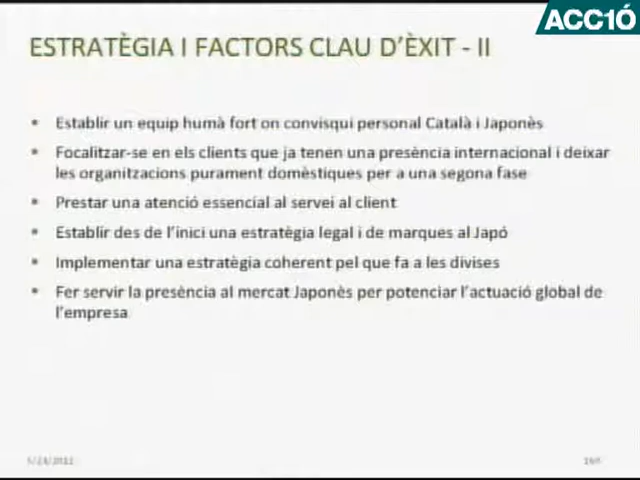 ACC1Ó
ESTRATÈGIA I FACTORS CLAU D'ÈXIT - II
Establir un equip humà fort on convisqui personal Català i Japonès
Focalitzar-se en els clients que ja tenen una presència internacional i deixar
les organitzacions purament domèstiques per a una segona fase
Prestar una atenció essencial al servei al client
Establir des de l'inici una estratègia legal i de marques al Japó
Implementar una estratègia coherent pel que fa a les divises
Fer servir la presència al mercat Japonès per potenciar l'actuació global de
l'empresa